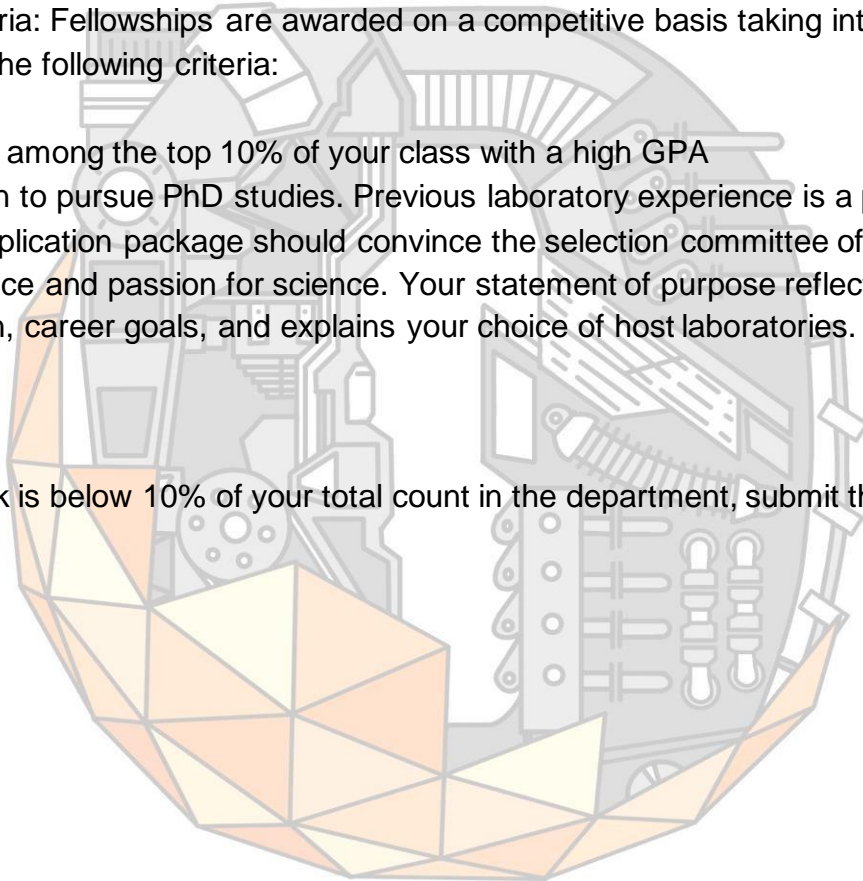 ria: Fellowships are awarded on a competitive basis taking int
he following criteria:
among the top 10% of your class with a high GPA
n to pursue PhD studies. Previous laboratory experience is a p
plication package should convince the selection committee of
ce and passion for science. Your statement of purpose reflect
n, career goals, and explains your choice of host laboratories.
k is below 10% of your total count in the department, submit th